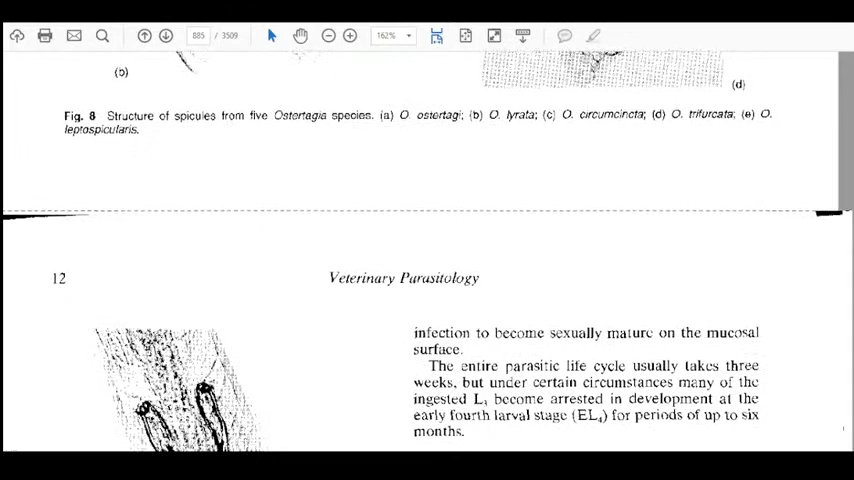 885 / 3509
162%
(b)
(d)
Fig. 8 Structure of spicules from five Ostertagia species. (a) O. ostertagi; (b) O. lyrata; (c) O. circumcincta; (d) O. trifurcata; (e) O.
leptospicularis.
12
Veterinary Parasitology
infection to become sexually mature on the mucosal
surface.
The entire parasitic life cycle usually takes three
weeks, but under certain circumstances many of the
ingested L₃ become arrested in development at the
early fourth larval stage (EL₄) for periods of up to six
months.